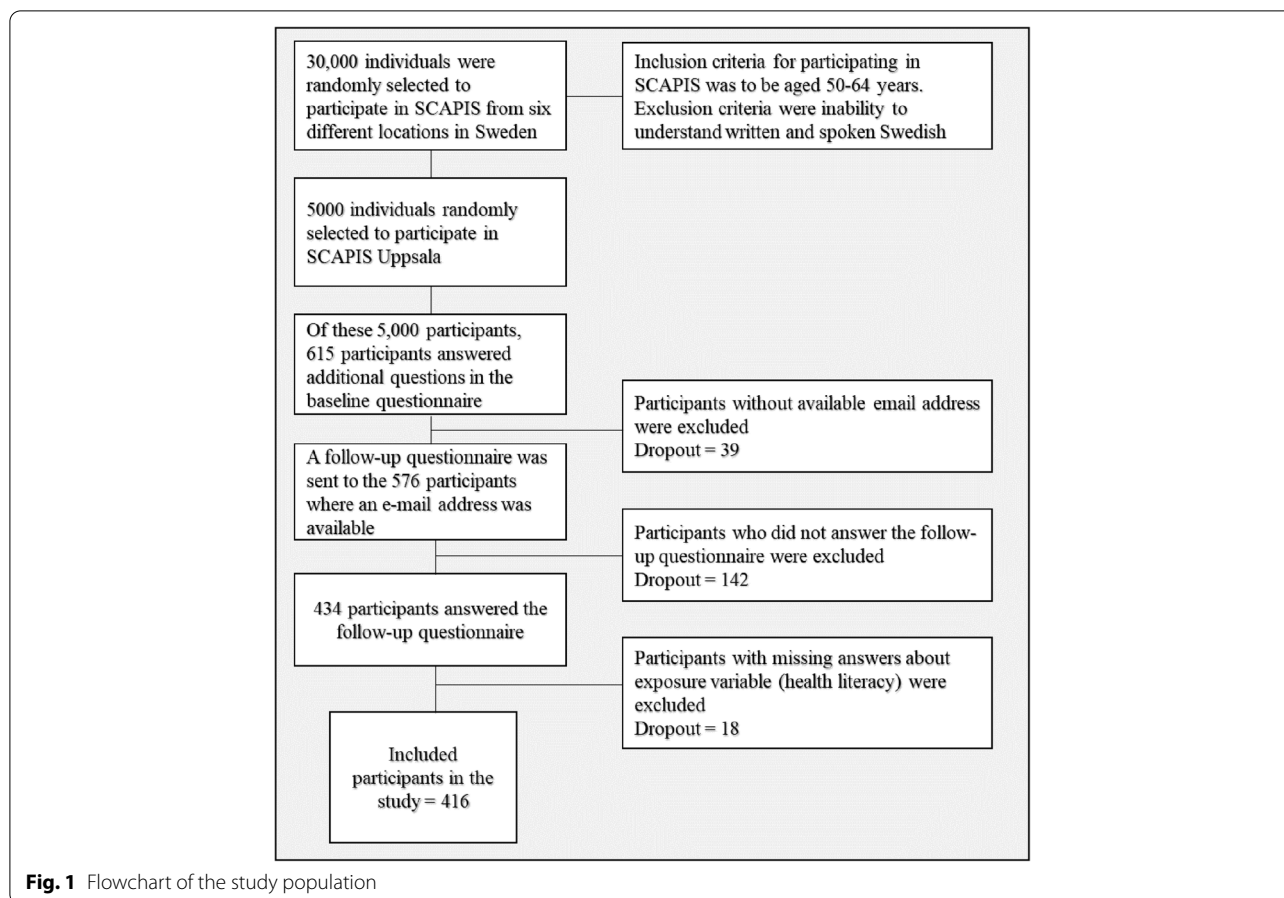 30,000 individuals were
randomly selected to
participate in SCAPIS from six
different locations in Sweden
Inclusion criteria for participating in
SCAPIS was to be aged 50-64 years.
Exclusion criteria were inability to
understand written and spoken Swedish
5000 individuals randomly
selected to participate in
SCAPIS Uppsala
Of these 5,000 participants,
615 participants answered
additional questions in the
baseline questionnaire
Participants without available email address
were excluded
Dropout = 39
A follow-up questionnaire was
sent to the 576 participants
where an e-mail address was
available
Participants who did not answer the follow-
up questionnaire were excluded
Dropout = 142
434 participants answered the
follow-up questionnaire
Participants with missing answers about
exposure variable (health literacy) were
excluded
Dropout = 18
Included
participants in the
study = 416
Fig. 1 Flowchart of the study population